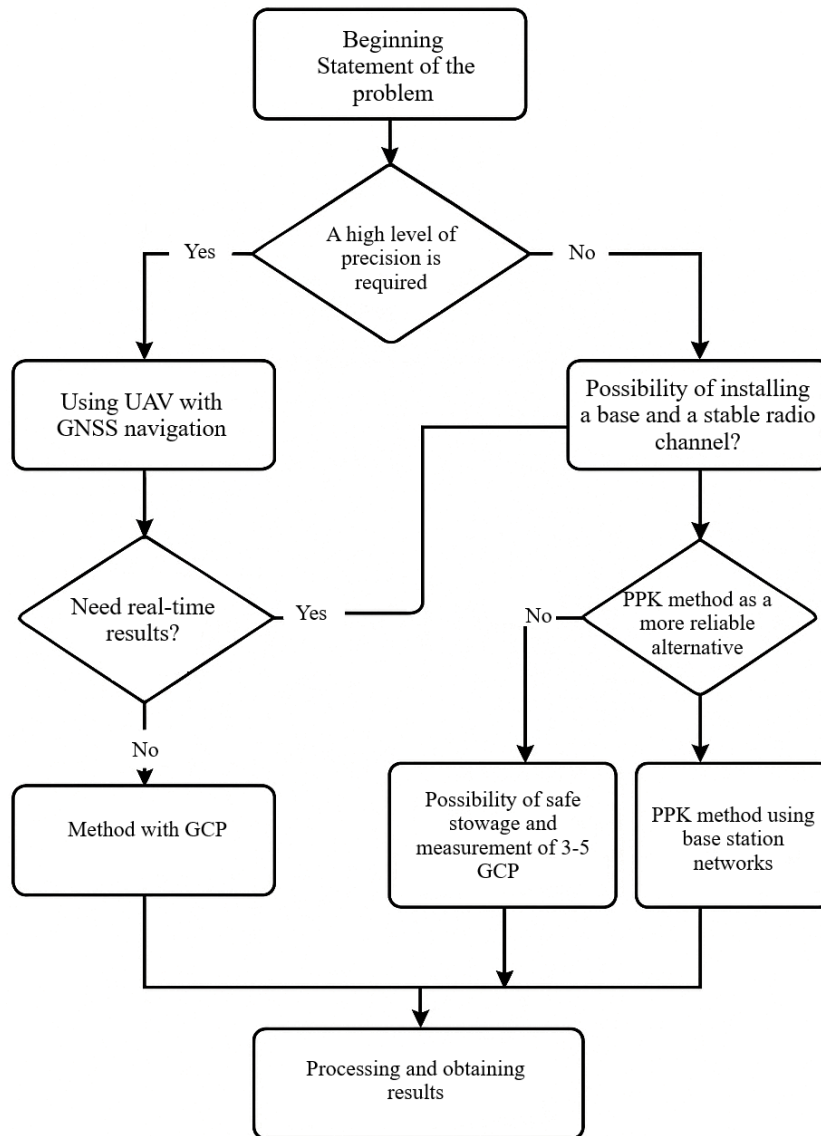 Beginning
Statement of the
problem
A high level of
precision is
required
Yes
No
Using UAV with
GNSS navigation
Possibility of installing
a base and a stable radio
channel?
Need real-time
results?
Yes
No
PPK method as a
more reliable
alternative
No
Method with GCP
Possibility of safe
stowage and
measurement of 3-5
GCP
PPK method using
base station
networks
Processing and obtaining
results